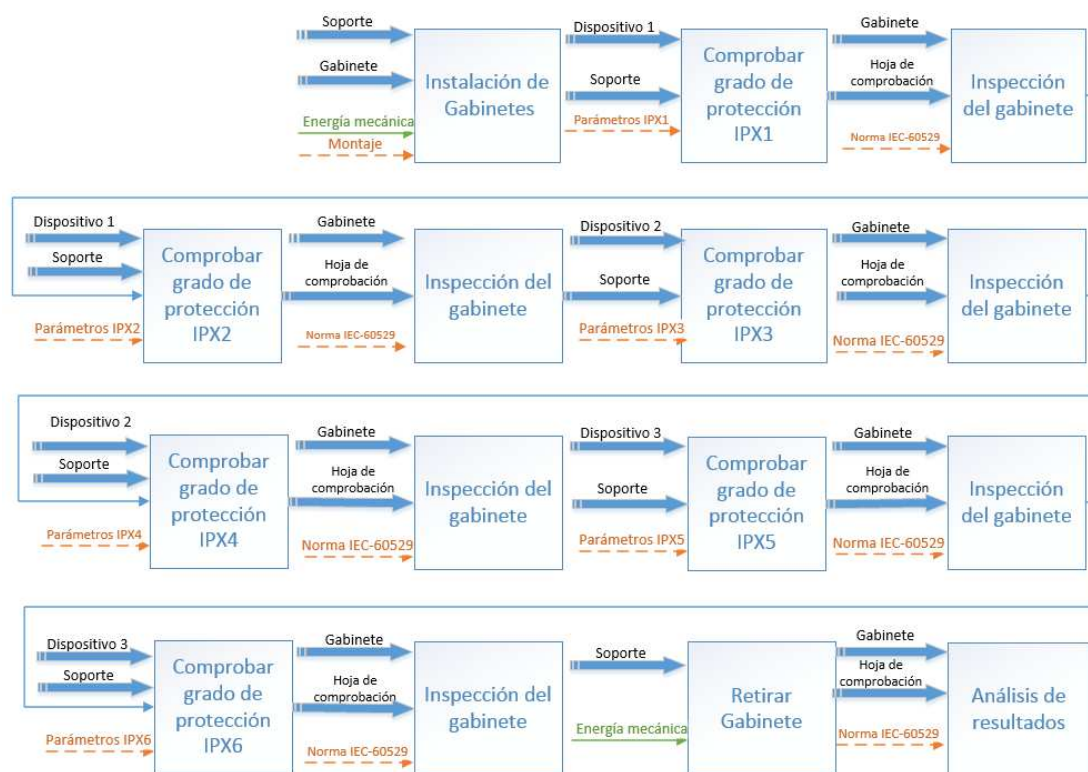 Soporte
Gabinete
Energía mecánica
Montaje
Instalación de
Gabinetes
Dispositivo 1
Soporte
Parámetros IPX1
Comprobar
grado de
protección
IPX1
Gabinete
Hoja de
comprobación
Norma IEC-60529
Inspección
del gabinete
Dispositivo 1
Soporte
Parámetros IPX2
Comprobar
grado de
protección
IPX2
Gabinete
Hoja de
comprobación
Norma IEC-60529
Inspección del
gabinete
Dispositivo 2
Soporte
Parámetros IPX3
Comprobar
grado de
protección
IPX3
Gabinete
Hoja de
comprobación
Norma IEC-60529
Inspección
del gabinete
Dispositivo 2
Soporte
Parámetros IPX4
Comprobar
grado de
protección
IPX4
Gabinete
Hoja de
comprobación
Norma IEC-60529
Inspección del
gabinete
Dispositivo 3
Soporte
Parámetros IPX5
Comprobar
grado de
protección
IPX5
Gabinete
Hoja de
comprobación
Norma IEC-60529
Inspección
del gabinete
Dispositivo 3
Soporte
Parámetros IPX6
Comprobar
grado de
protección
IPX6
Gabinete
Hoja de
comprobación
Norma IEC-60529
Inspección del
gabinete
Soporte
Energía mecánica
Retirar
Gabinete
Gabinete
Hoja de
comprobación
Norma IEC-60529
Análisis de
resultados